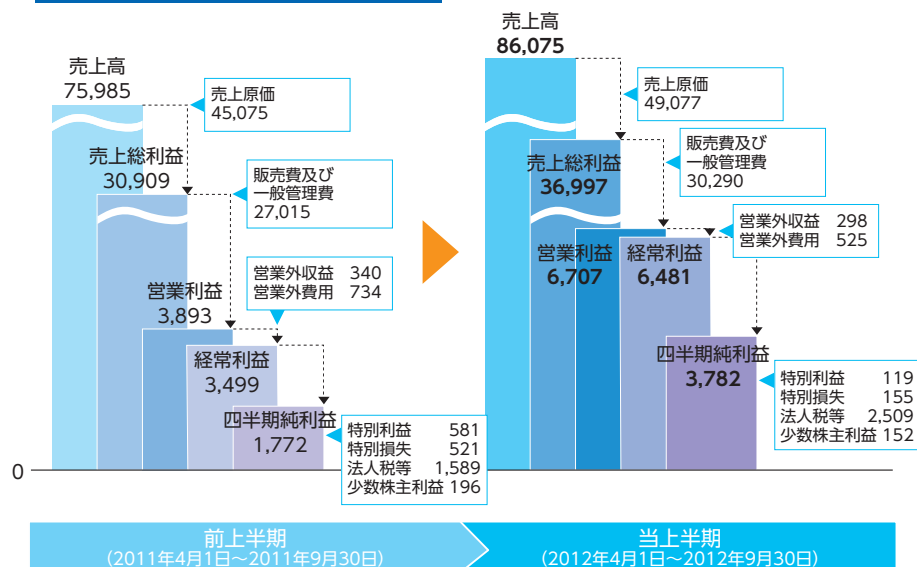 売上高
75,985
売上原価
45,075
売上総利益
30,909
販売費及び
一般管理費
27,015
営業利益
3,893
営業外収益 340
営業外費用 734
経常利益
3,499
四半期純利益
1,772
特別利益 581
特別損失 521
法人税等 1,589
少数株主利益 196
0
前上半期
(2011年4月1日～2011年9月30日)
売上高
86,075
売上原価
49,077
売上総利益
36,997
販売費及び
一般管理費
30,290
営業利益
6,707
営業外収益 298
営業外費用 525
経常利益
6,481
四半期純利益
3,782
特別利益 119
特別損失 155
法人税等 2,509
少数株主利益 152
当上半期
(2012年4月1日～2012年9月30日)